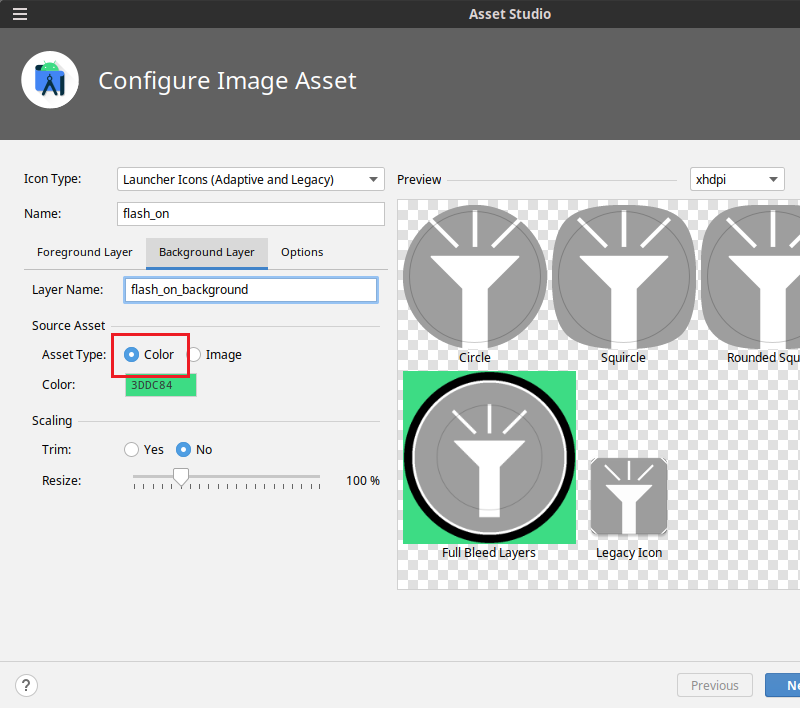 Asset Studio
Configure Image Asset
Icon Type: Launcher Icons (Adaptive and Legacy)
Name: flash_on
Foreground Layer Background Layer Options
Layer Name: flash_on_background
Source Asset
Asset Type: Color Image
Color: 3DDC84
Scaling
Trim: Yes No
Resize: 100 %
Preview xhdpi
Circle Squircle Rounded Squ
Full Bleed Layers Legacy Icon
? Previous Ne